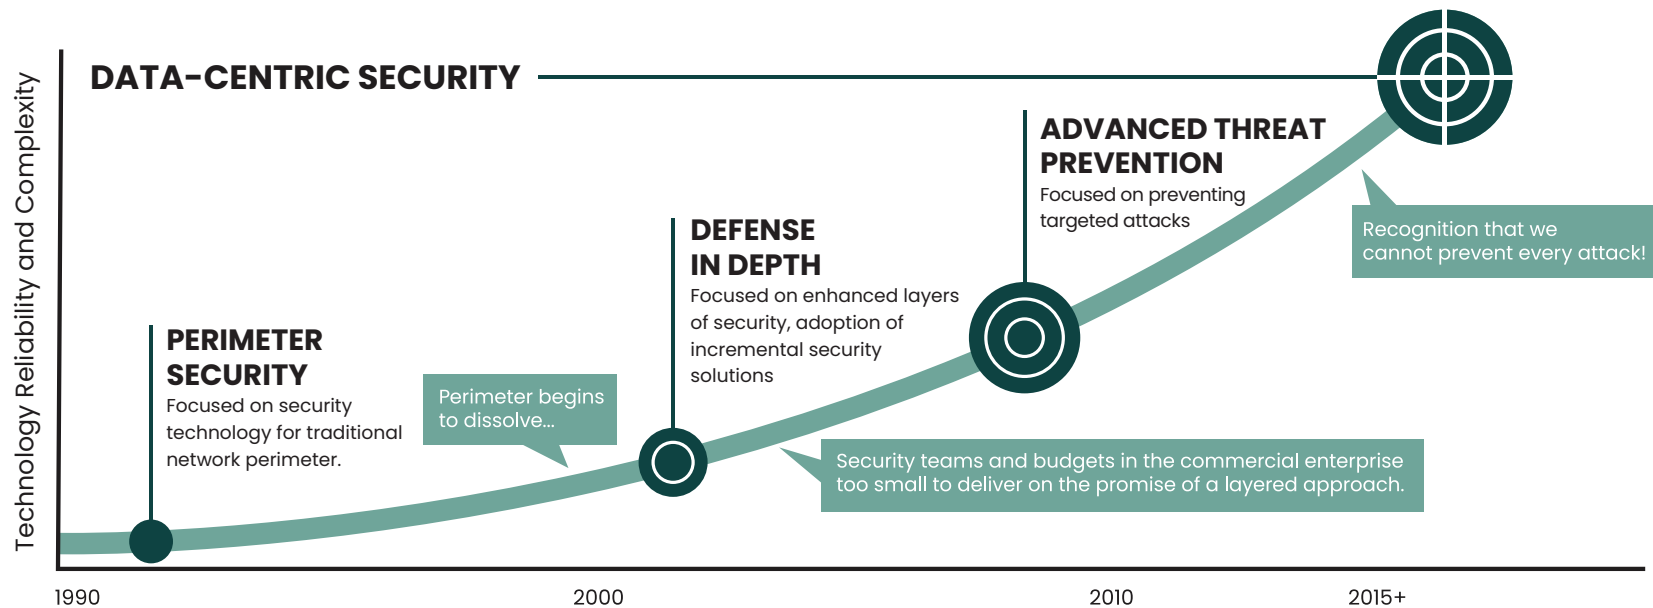 Technology Reliability and Complexity
DATA-CENTRIC SECURITY
PERIMETER
SECURITY
Focused on security
technology for traditional
network perimeter.
Perimeter begins
to dissolve...
DEFENSE
IN DEPTH
Focused on enhanced layers
of security, adoption of
incremental security
solutions
Security teams and budgets in the commercial enterprise
too small to deliver on the promise of a layered approach.
ADVANCED THREAT
PREVENTION
Focused on preventing
targeted attacks
Recognition that we
cannot prevent every attack!
1990
2000
2010
2015+